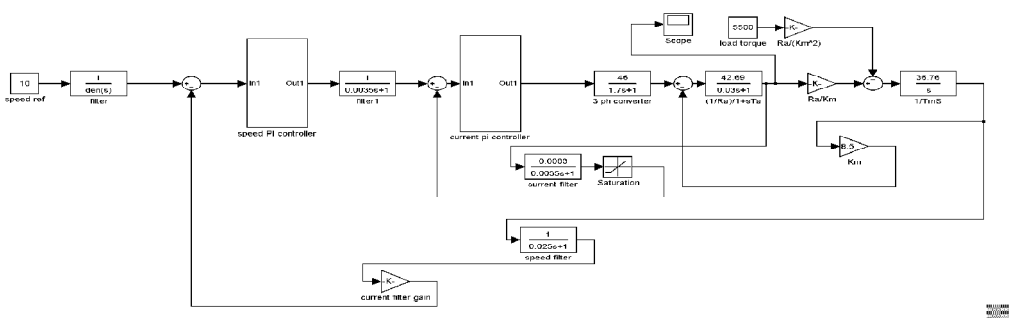 10
speed ref
1
den(s)
filter
In1
Out1
speed PI controller
1
0.0035s+1
filter1
In1
Out1
current pi controller
46
1.7s+1
3 ph converter
42.69
0.03s+1
(1/Ra)/1+sTa
Scope
5500
load torque
-K-
Ra/(Km^2)
-K-
Ra/Km
36.76
s
1/TmS
8.5
Km
0.0003
0.0035s+1
current filter
Saturation
1
0.025s+1
speed filter
-K-
current filter gain